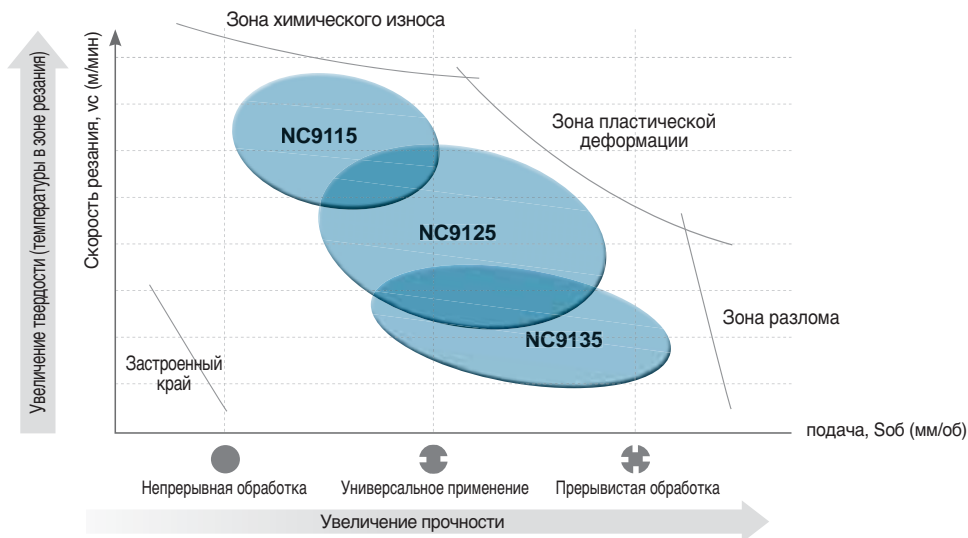 Зона химического износа
Увеличение твердости (температуры в зоне резания)
Скорость резания, vc (м/мин)
NC9115
Зона пластической
деформации
NC9125
Зона разлома
NC9135
Застроенный
край
подача, Sоб (мм/об)
Непрерывная обработка
Универсальное применение
Прерывистая обработка
Увеличение прочности